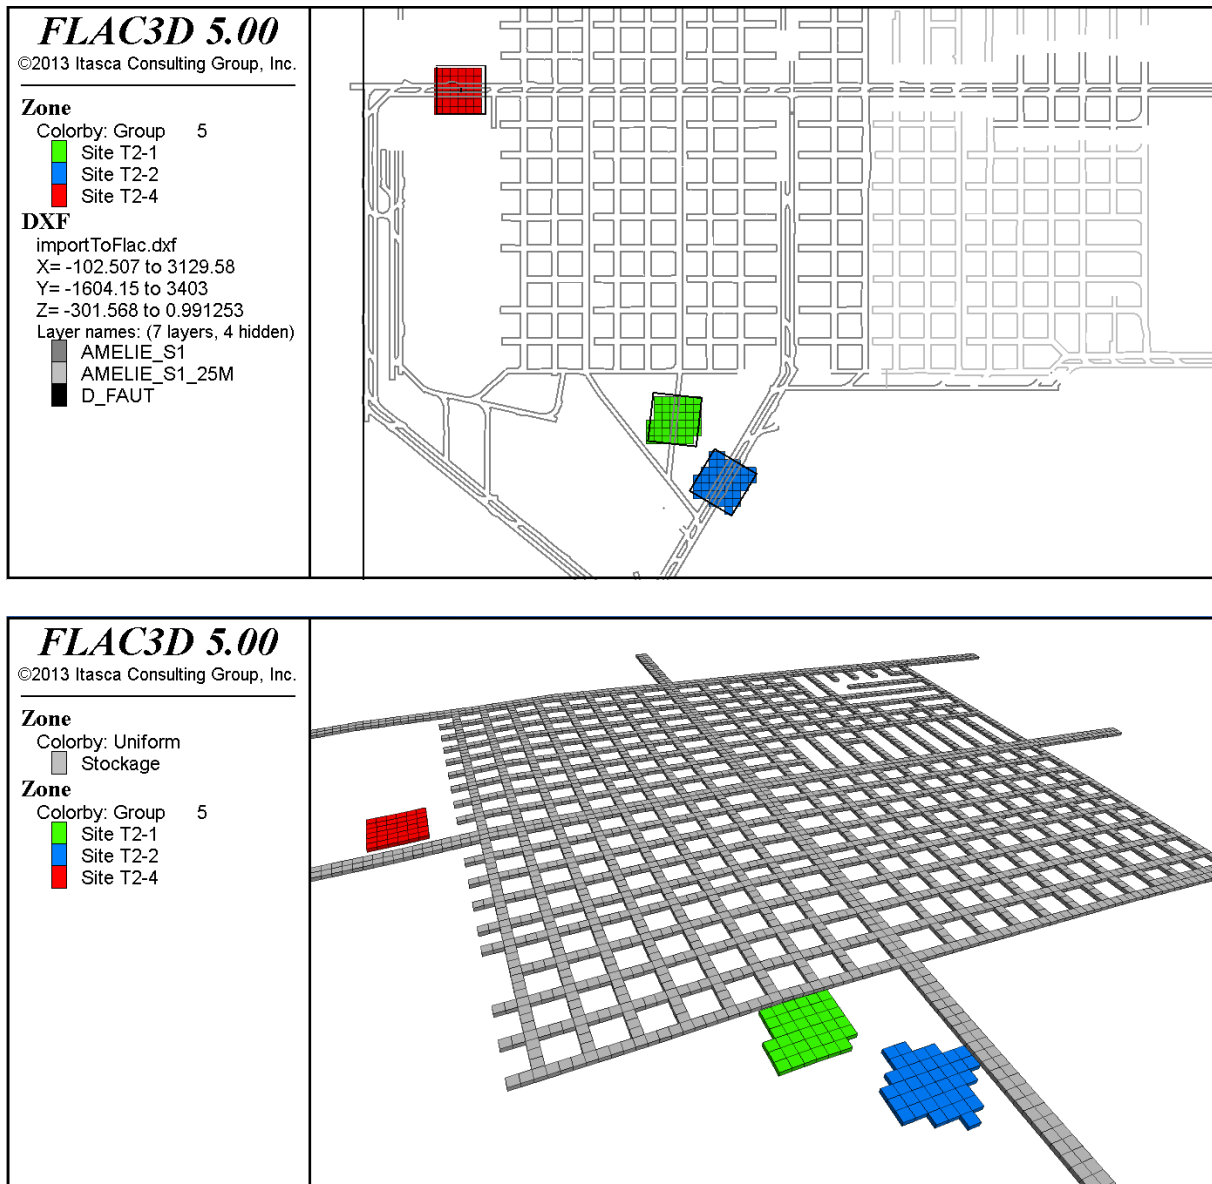 FLAC3D 5.00
©2013 Itasca Consulting Group, Inc.
Zone
Colorby: Group 5
Site T2-1
Site T2-2
Site T2-4
DXF
importToFlac.dxf
X= -102.507 to 3129.58
Y= -1604.15 to 3403
Z= -301.568 to 0.991253
Layer names: (7 layers, 4 hidden)
AMELIE_S1
AMELIE_S1_25M
D_FAUT
FLAC3D 5.00
©2013 Itasca Consulting Group, Inc.
Zone
Colorby: Uniform
Stockage
Zone
Colorby: Group 5
Site T2-1
Site T2-2
Site T2-4